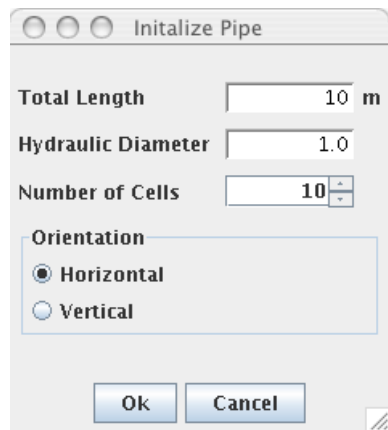 Initalize Pipe
Total Length 10 m
Hydraulic Diameter 1.0
Number of Cells 10
Orientation
Horizontal
Vertical
Ok Cancel